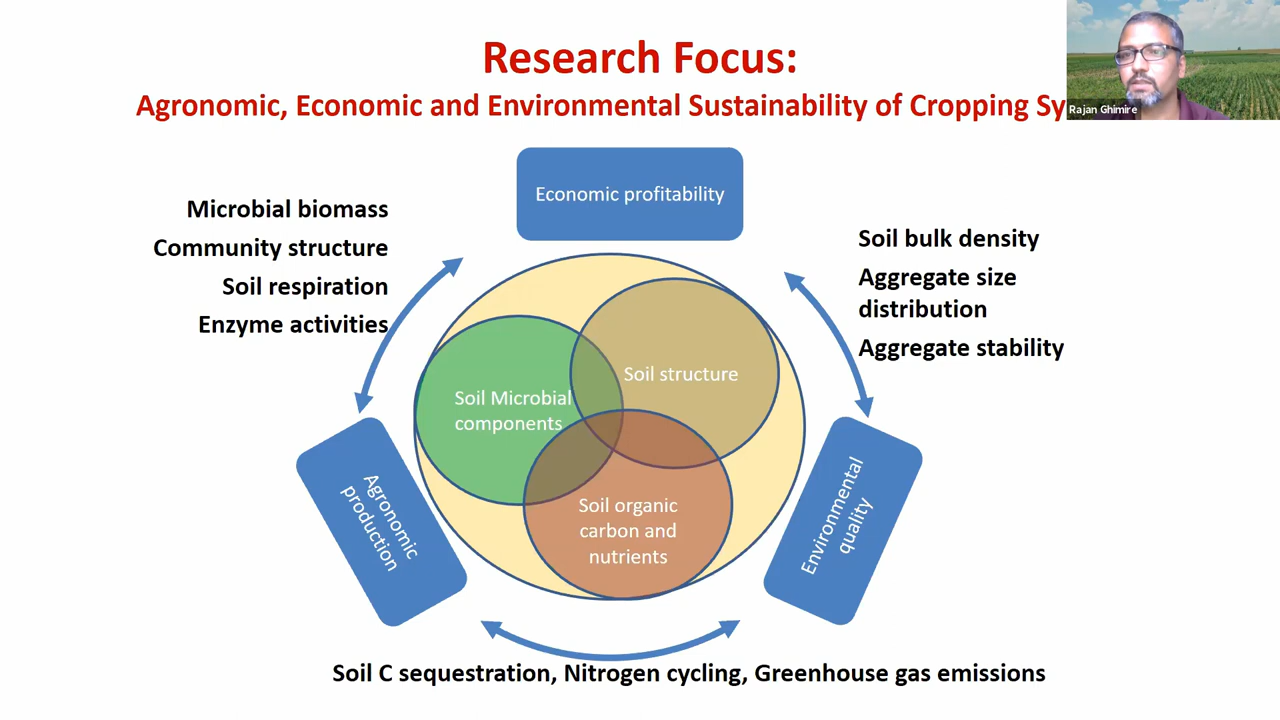 Research Focus:
Agronomic, Economic and Environmental Sustainability of Cropping Sy
Rajan Ghimire
Economic profitability
Microbial biomass
Community structure
Soil respiration
Enzyme activities
Soil bulk density
Aggregate size
distribution
Aggregate stability
Soil Microbial
components
Soil structure
Soil organic
carbon and
nutrients
Agronomic
production
Environmental
quality
Soil C sequestration, Nitrogen cycling, Greenhouse gas emissions